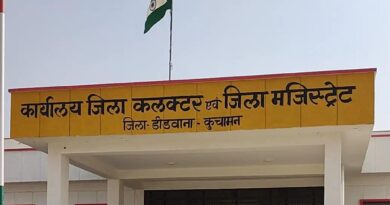 कार्यालय जिला कलक्टर एवं जिला मजिस्ट्रेट
जिला- डीडवाना - कुचामन